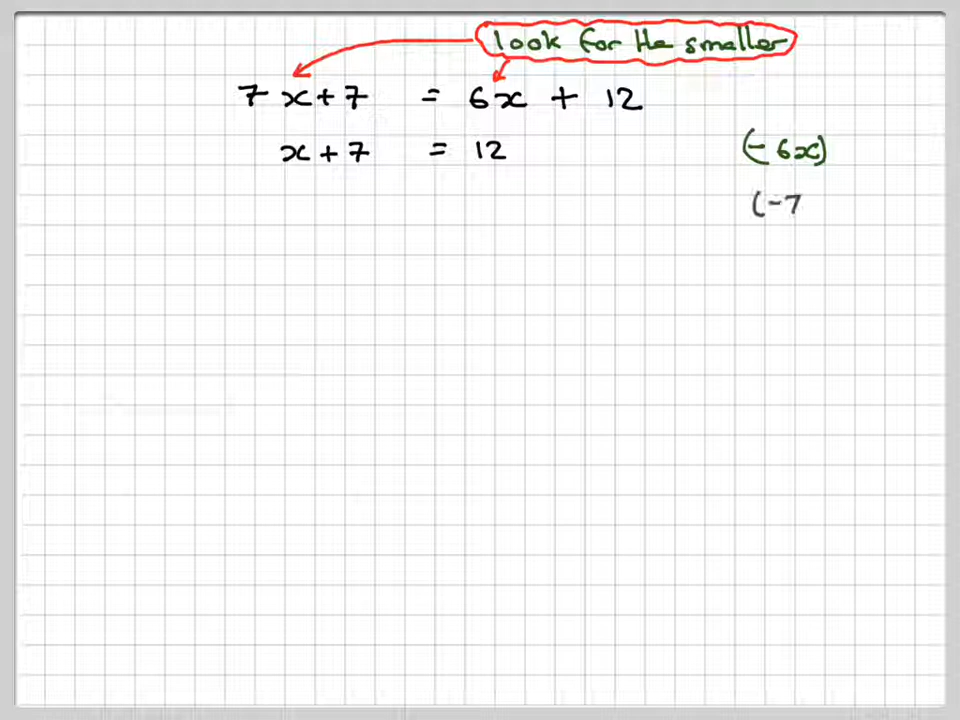 look for the smaller
7x+7 = 6x + 12
x+7 = 12 (- 6x)
(-7